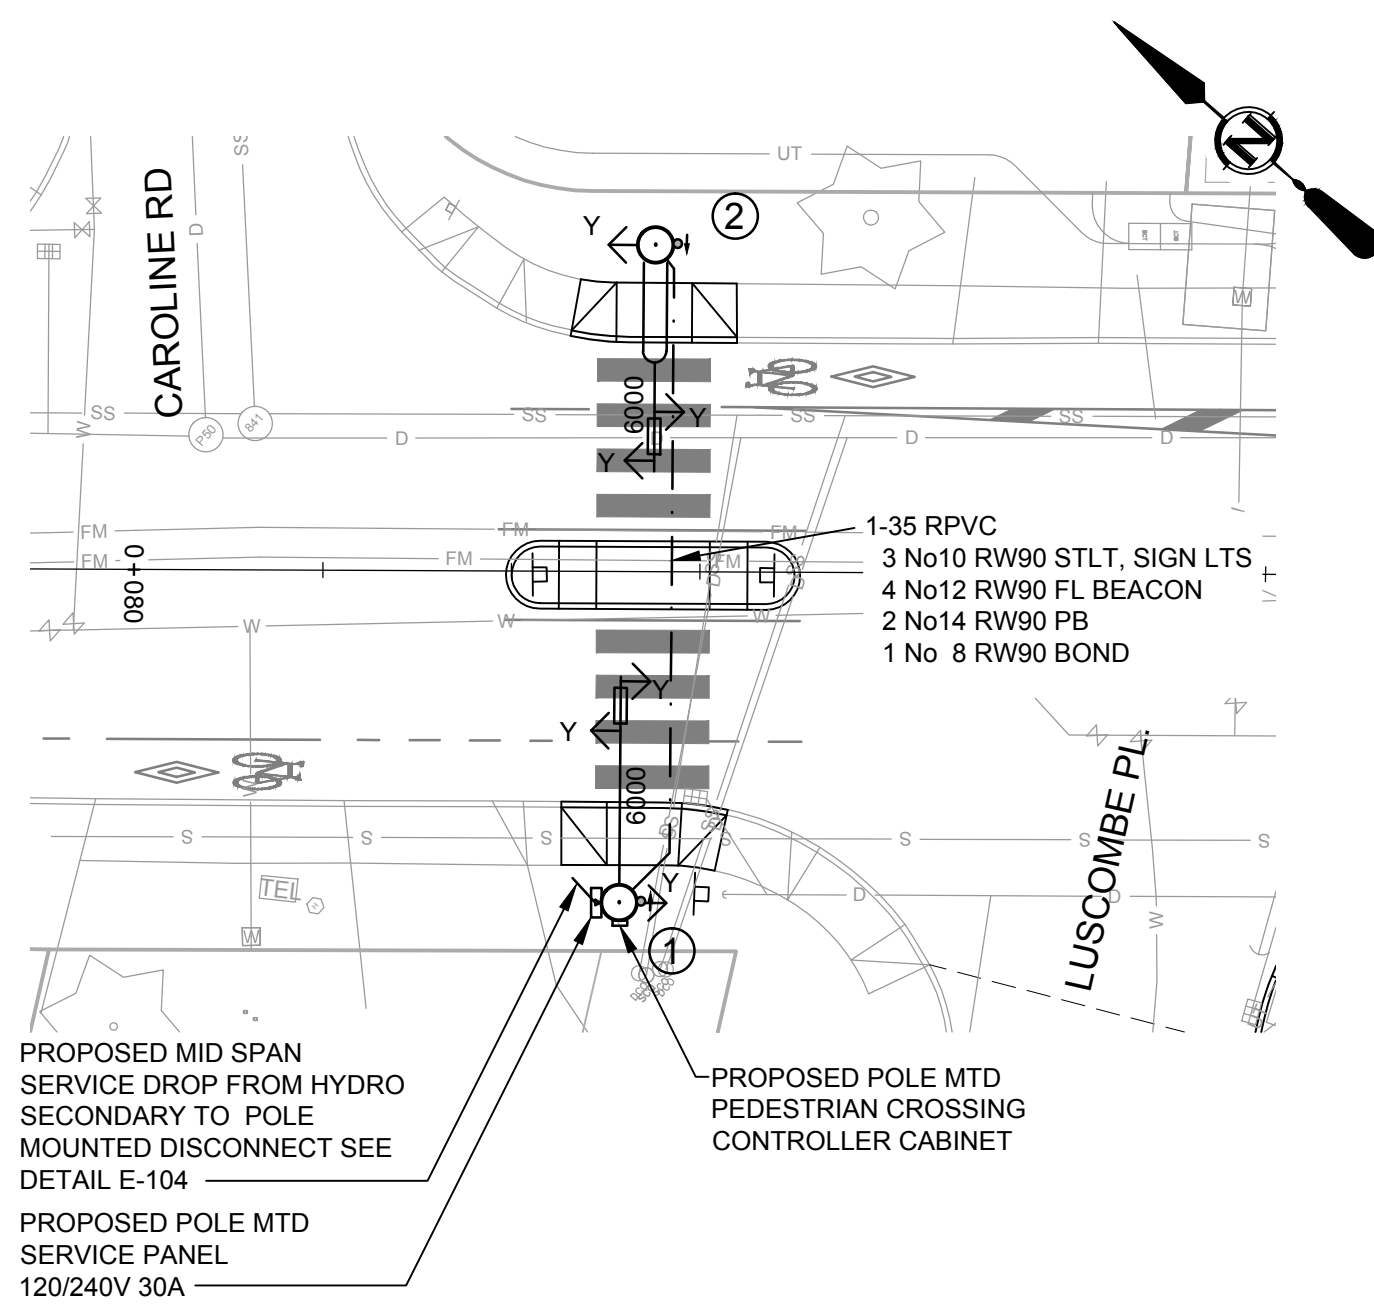 N
UT
2
Y
CAROLINE RD
SS
D
W
W
6000
Y
SS
SS
SS
SS
P50
841
D
D
D
D
Y
1-35 RPVC
3 No10 RW90 STLT, SIGN LTS
4 No12 RW90 FL BEACON
2 No14 RW90 PB
1 No 8 RW90 BOND
FM
FM
FM
FM
FM
FM
0+080
W
W
W
Y
Y
6000
LUSCOMBE PL.
S
S
S
S
S
S
S
TEL
H
Y
D
D
W
W
1
PROPOSED MID SPAN
SERVICE DROP FROM HYDRO
SECONDARY TO POLE
MOUNTED DISCONNECT SEE
DETAIL E-104
PROPOSED POLE MTD
PEDESTRIAN CROSSING
CONTROLLER CABINET
PROPOSED POLE MTD
SERVICE PANEL
120/240V 30A